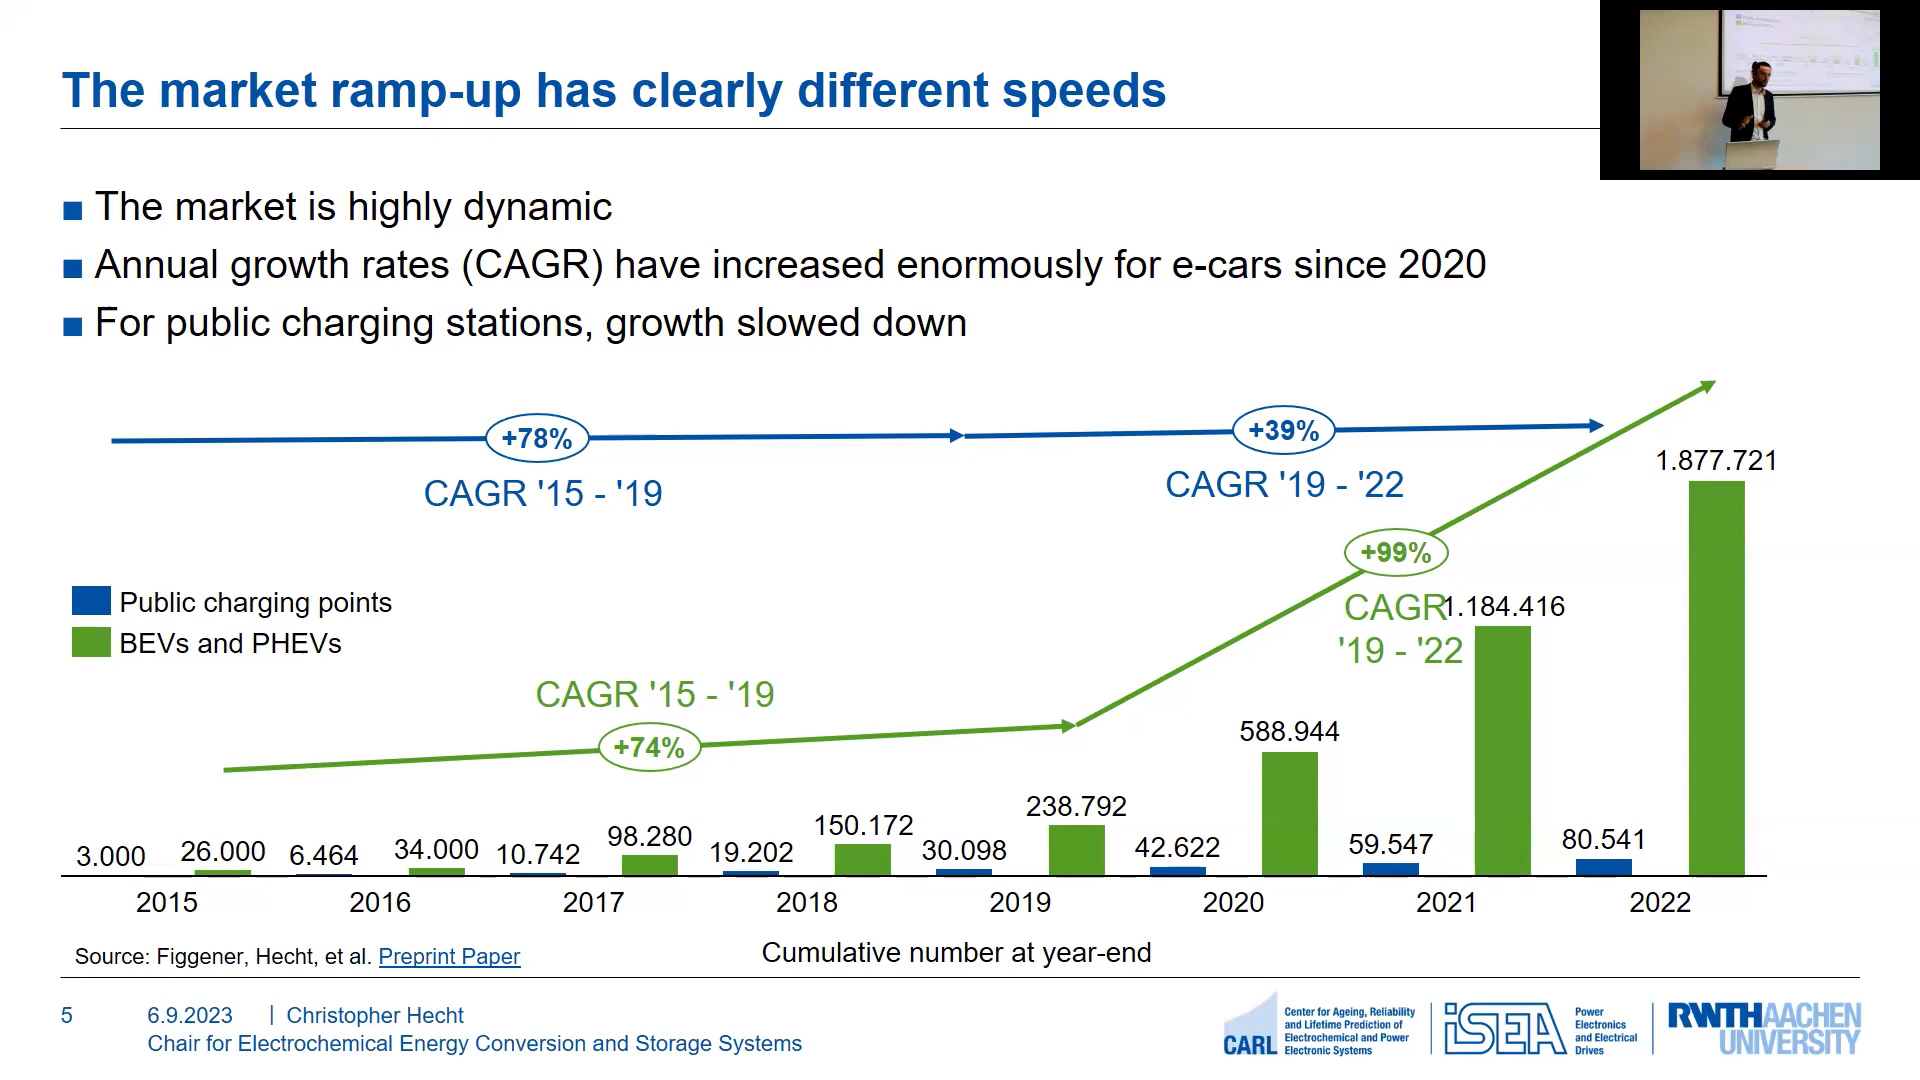 The market ramp-up has clearly different speeds
The market is highly dynamic
Annual growth rates (CAGR) have increased enormously for e-cars since 2020
For public charging stations, growth slowed down
+78%
CAGR '15 - '19
+39%
CAGR '19 - '22
+99%
CAGR
'19 - '22
Public charging points
BEVs and PHEVs
CAGR '15 - '19
+74%
3.000
26.000
6.464
34.000
10.742
98.280
19.202
150.172
30.098
238.792
42.622
588.944
59.547
1.184.416
80.541
1.877.721
2015 2016 2017 2018 2019 2020 2021 2022
Source: Figgener, Hecht, et al. Preprint Paper
Cumulative number at year-end
5 6.9.2023 | Christopher Hecht
Chair for Electrochemical Energy Conversion and Storage Systems
CARL
Center for Ageing, Reliability
and Lifetime Prediction of
Electrochemical and Power
Electronic Systems
iSEA
Power
Electronics
and Electrical
Drives
RWTHAACHEN
UNIVERSITY